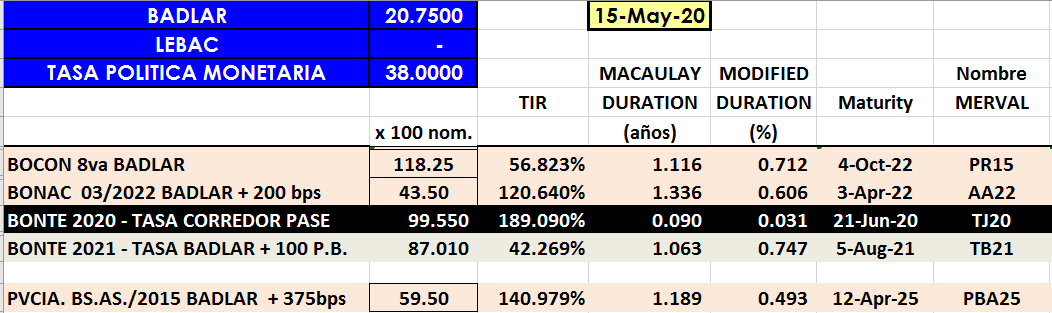 BADLAR 20.7500 15-May-20
LEBAC -
TASA POLITICA MONETARIA 38.0000 MACAULAY MODIFIED Nombre
TIR DURATION DURATION Maturity MERVAL
x 100 nom. (años) (%)
BOCON 8va BADLAR 118.25 56.823% 1.116 0.712 4-Oct-22 PR15
BONAC 03/2022 BADLAR + 200 bps 43.50 120.640% 1.336 0.606 3-Apr-22 AA22
BONTE 2020 - TASA CORREDOR PASE 99.550 189.090% 0.090 0.031 21-Jun-20 TJ20
BONTE 2021 - TASA BADLAR + 100 P.B. 87.010 42.269% 1.063 0.747 5-Aug-21 TB21
PVCIA. BS.AS./2015 BADLAR + 375bps 59.50 140.979% 1.189 0.493 12-Apr-25 PBA25